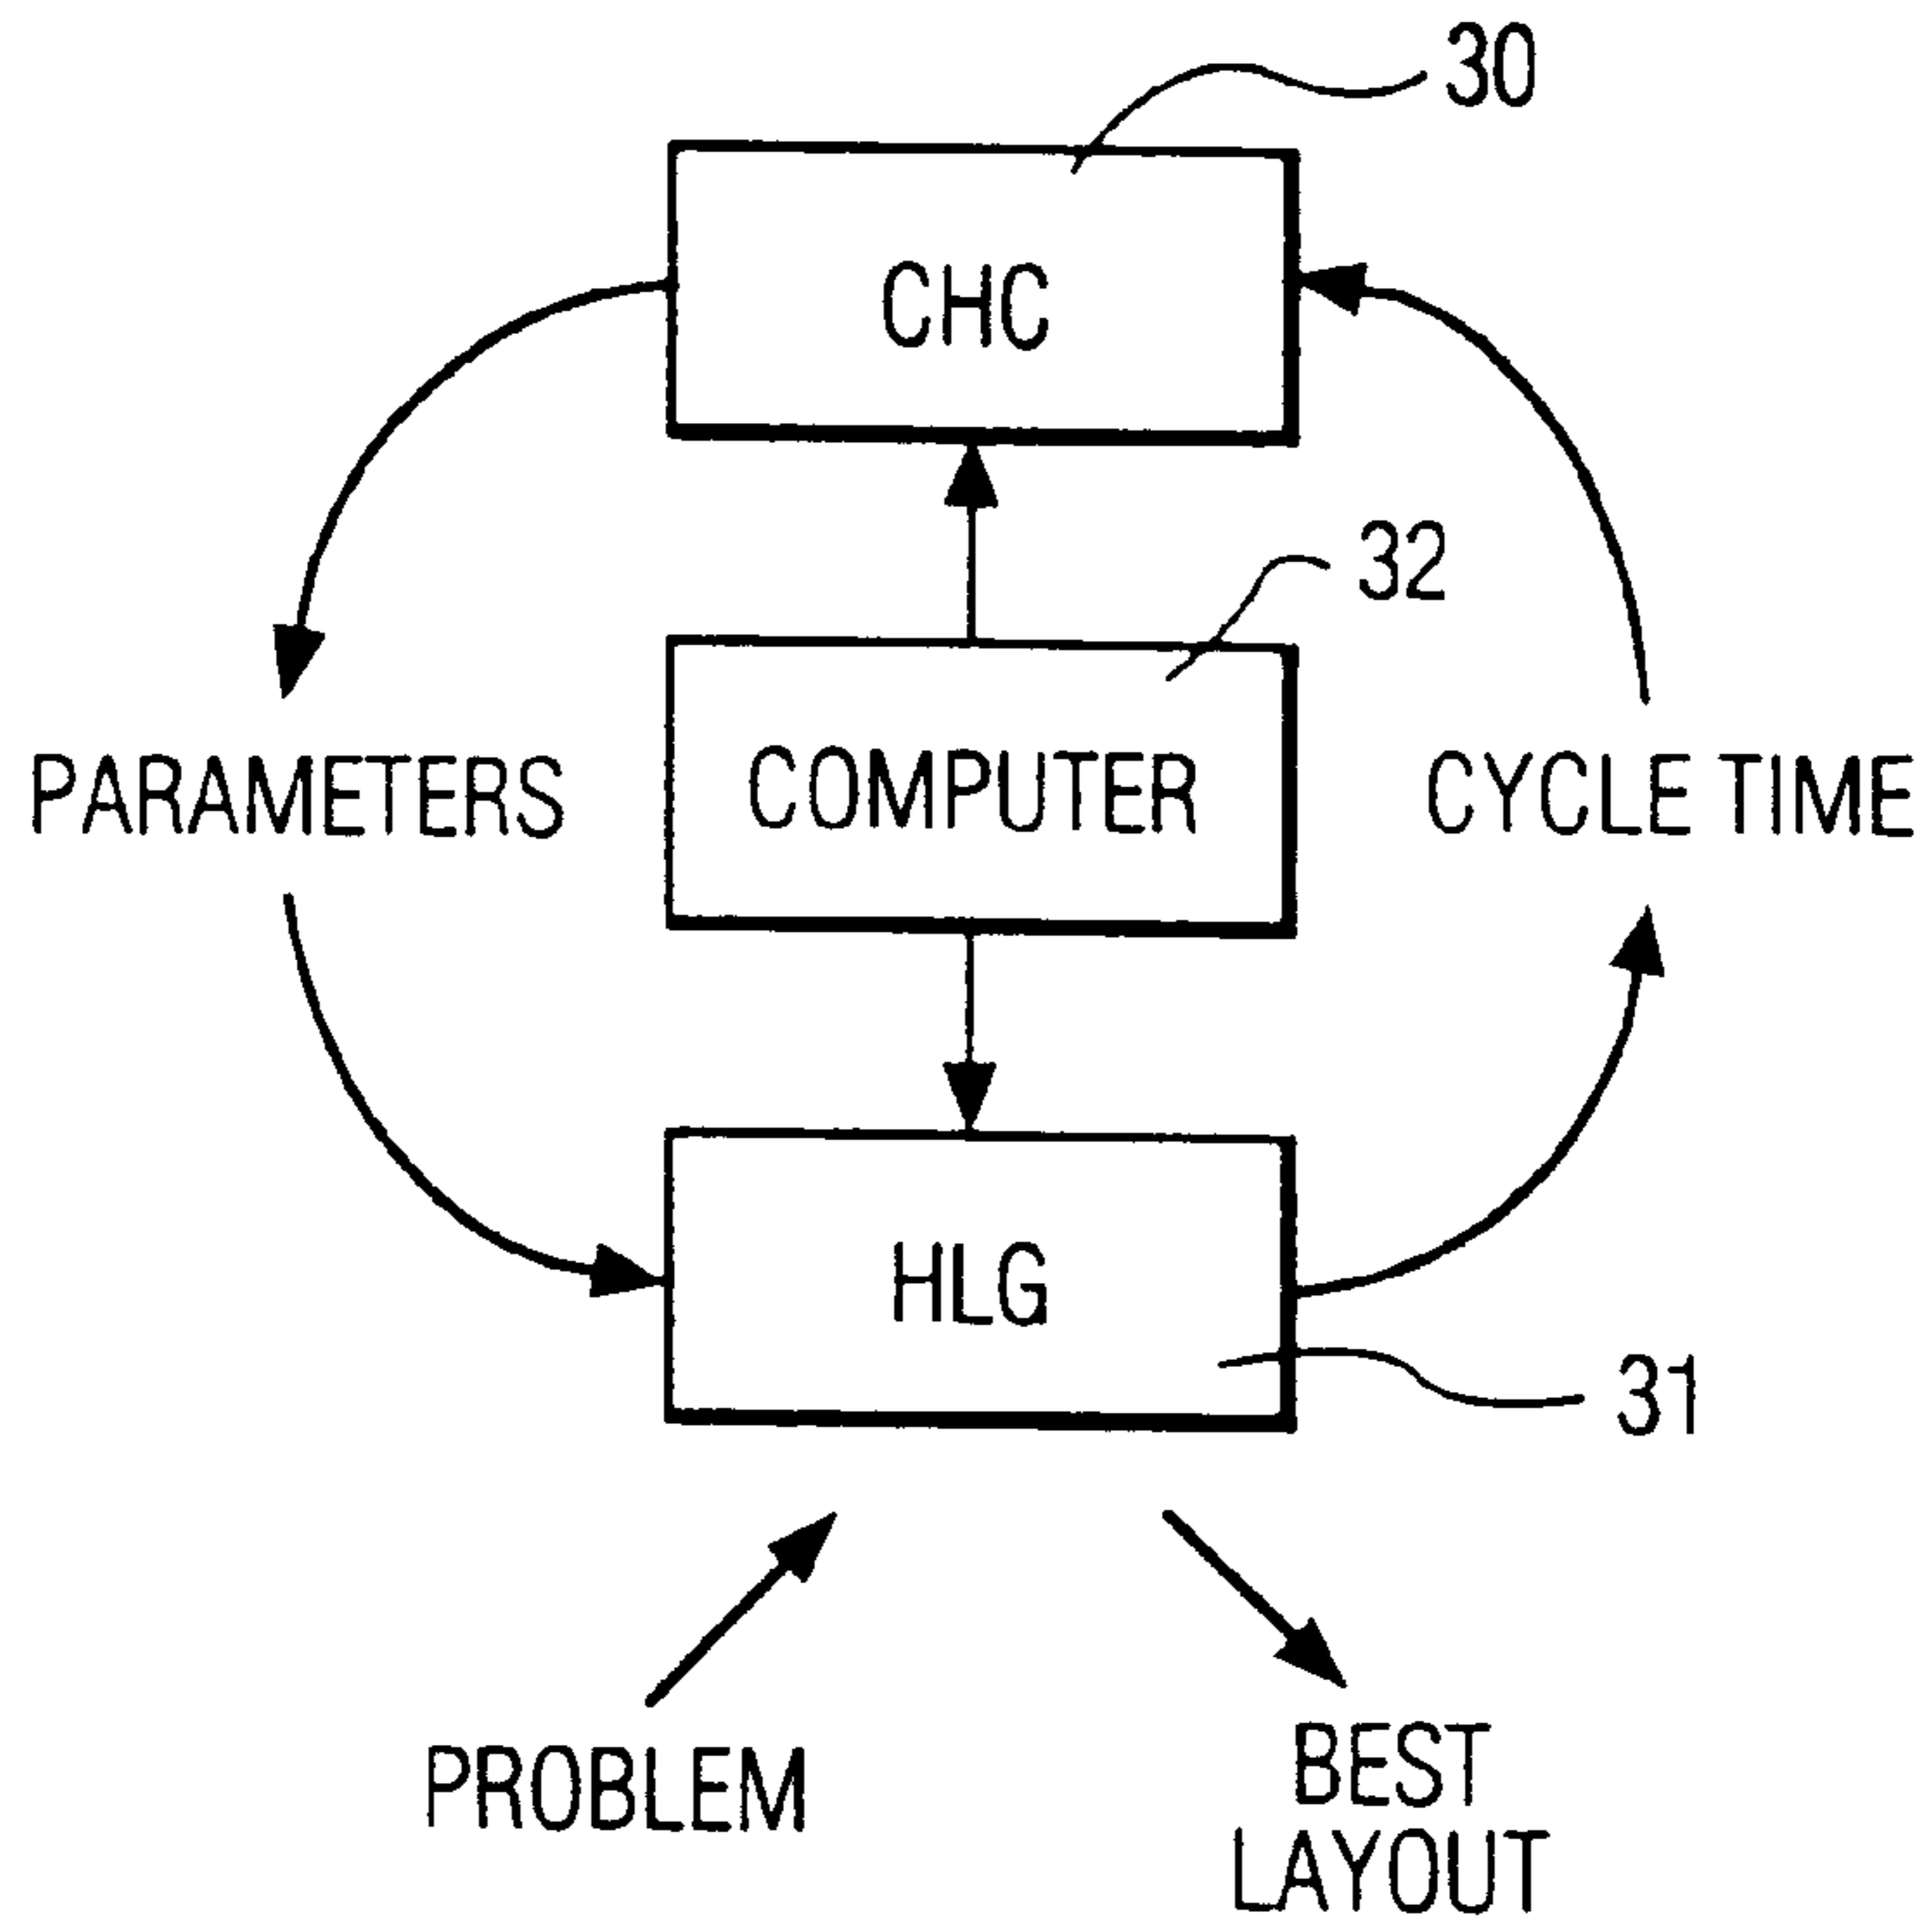 30
CHC
32
PARAMETERS
COMPUTER
CYCLE TIME
HLG
31
PROBLEM
BEST
LAYOUT